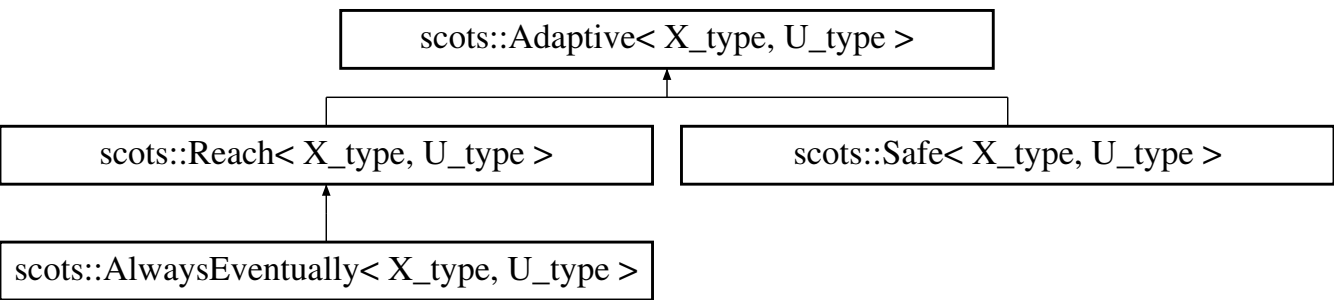 scots::Adaptive< X_type, U_type >
scots::Reach< X_type, U_type >
scots::Safe< X_type, U_type >
scots::AlwaysEventually< X_type, U_type >